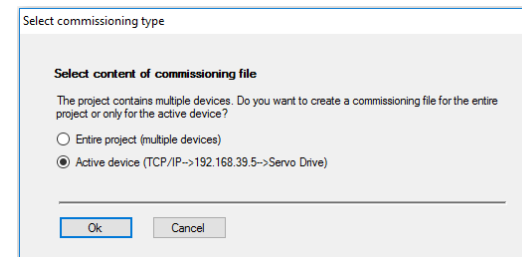 Select commissioning type
Select content of commissioning file
The project contains multiple devices. Do you want to create a commissioning file for the entire
project or only for the active device?
Entire project (multiple devices)
Active device (TCP/IP-->192.168.39.5-->Servo Drive)
Ok Cancel